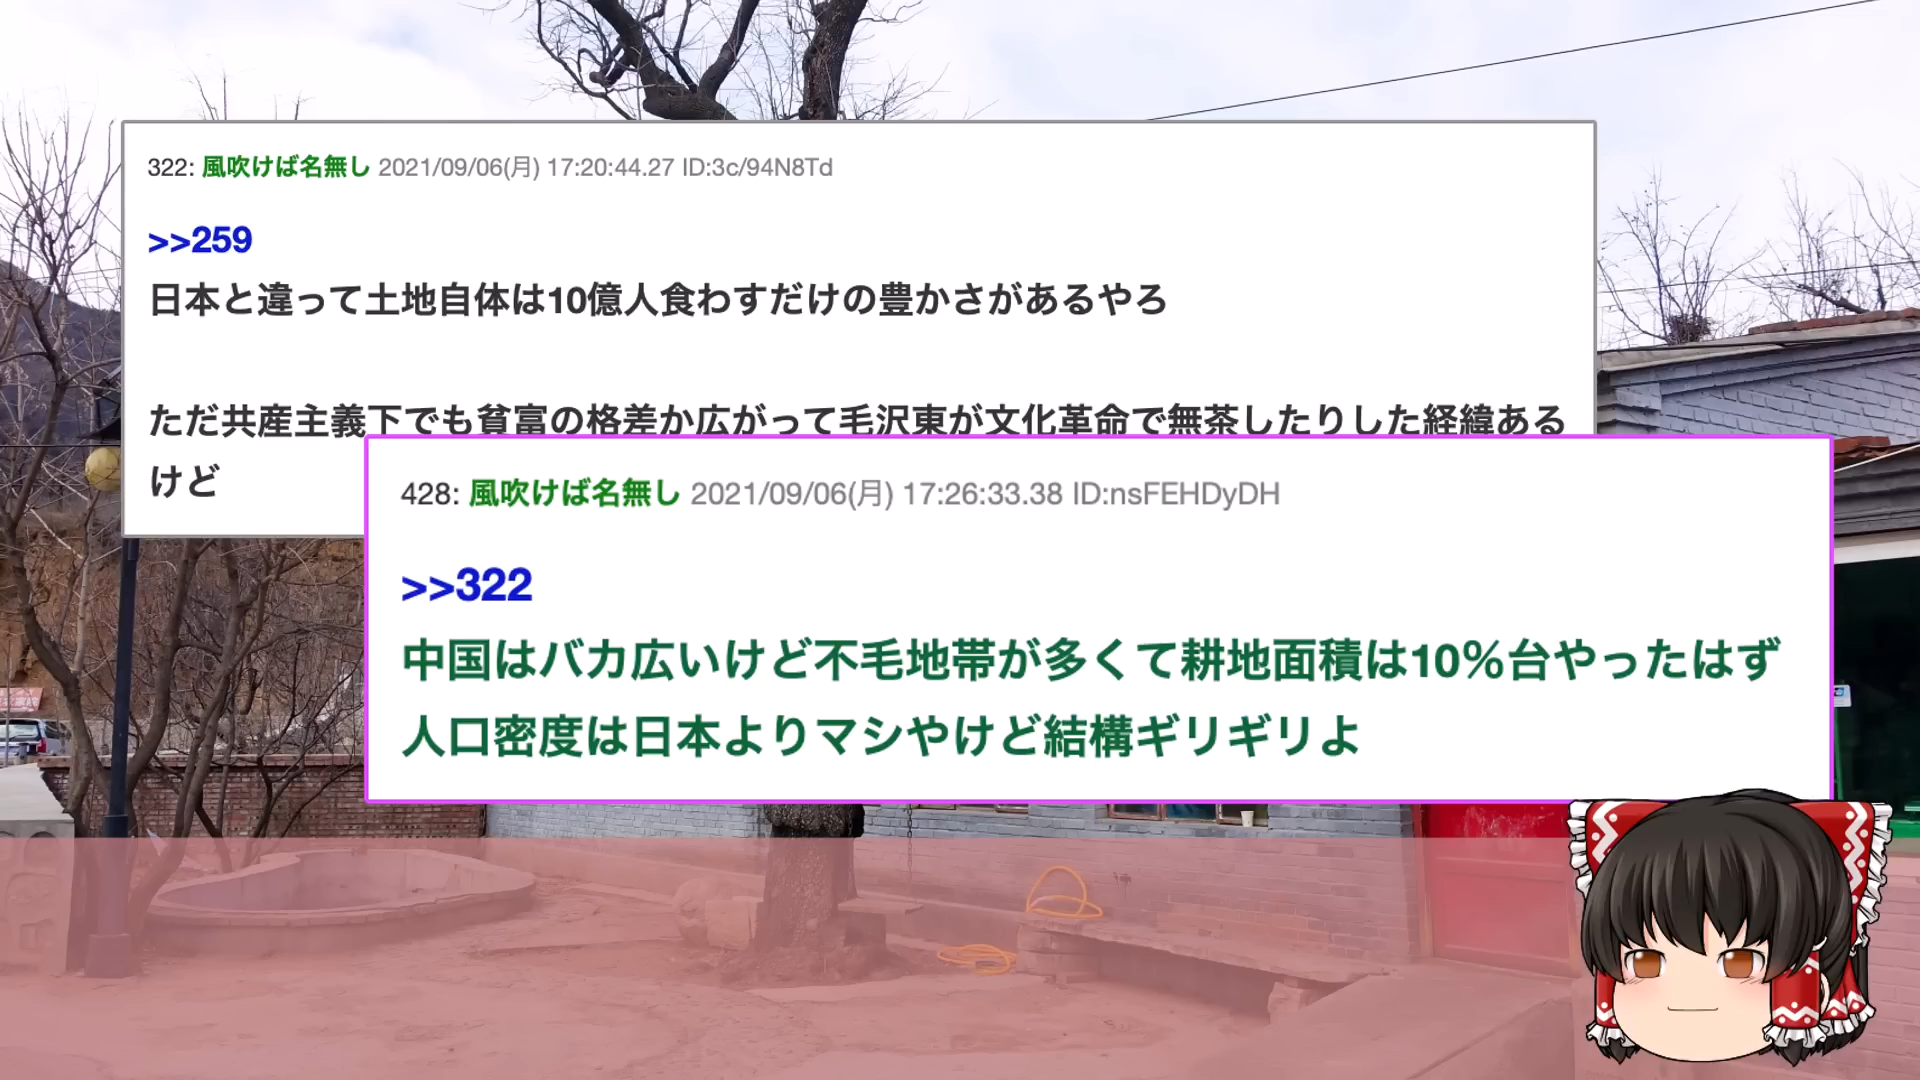 322: 風吹けば名無し 2021/09/06(月) 17:20:44.27 ID:3c/94N8Td
>>259
日本と違って土地自体は10億人食わすだけの豊かさがあるやろ
ただ共産主義下でも貧富の格差か広がって毛沢東が文化革命で無茶したりした経緯ある
けど
428: 風吹けば名無し 2021/09/06(月) 17:26:33.38 ID:nsFEHDyDH
>>322
中国はバカ広いけど不毛地帯が多くて耕地面積は10%台やったはず
人口密度は日本よりマシやけど結構ギリギリよ